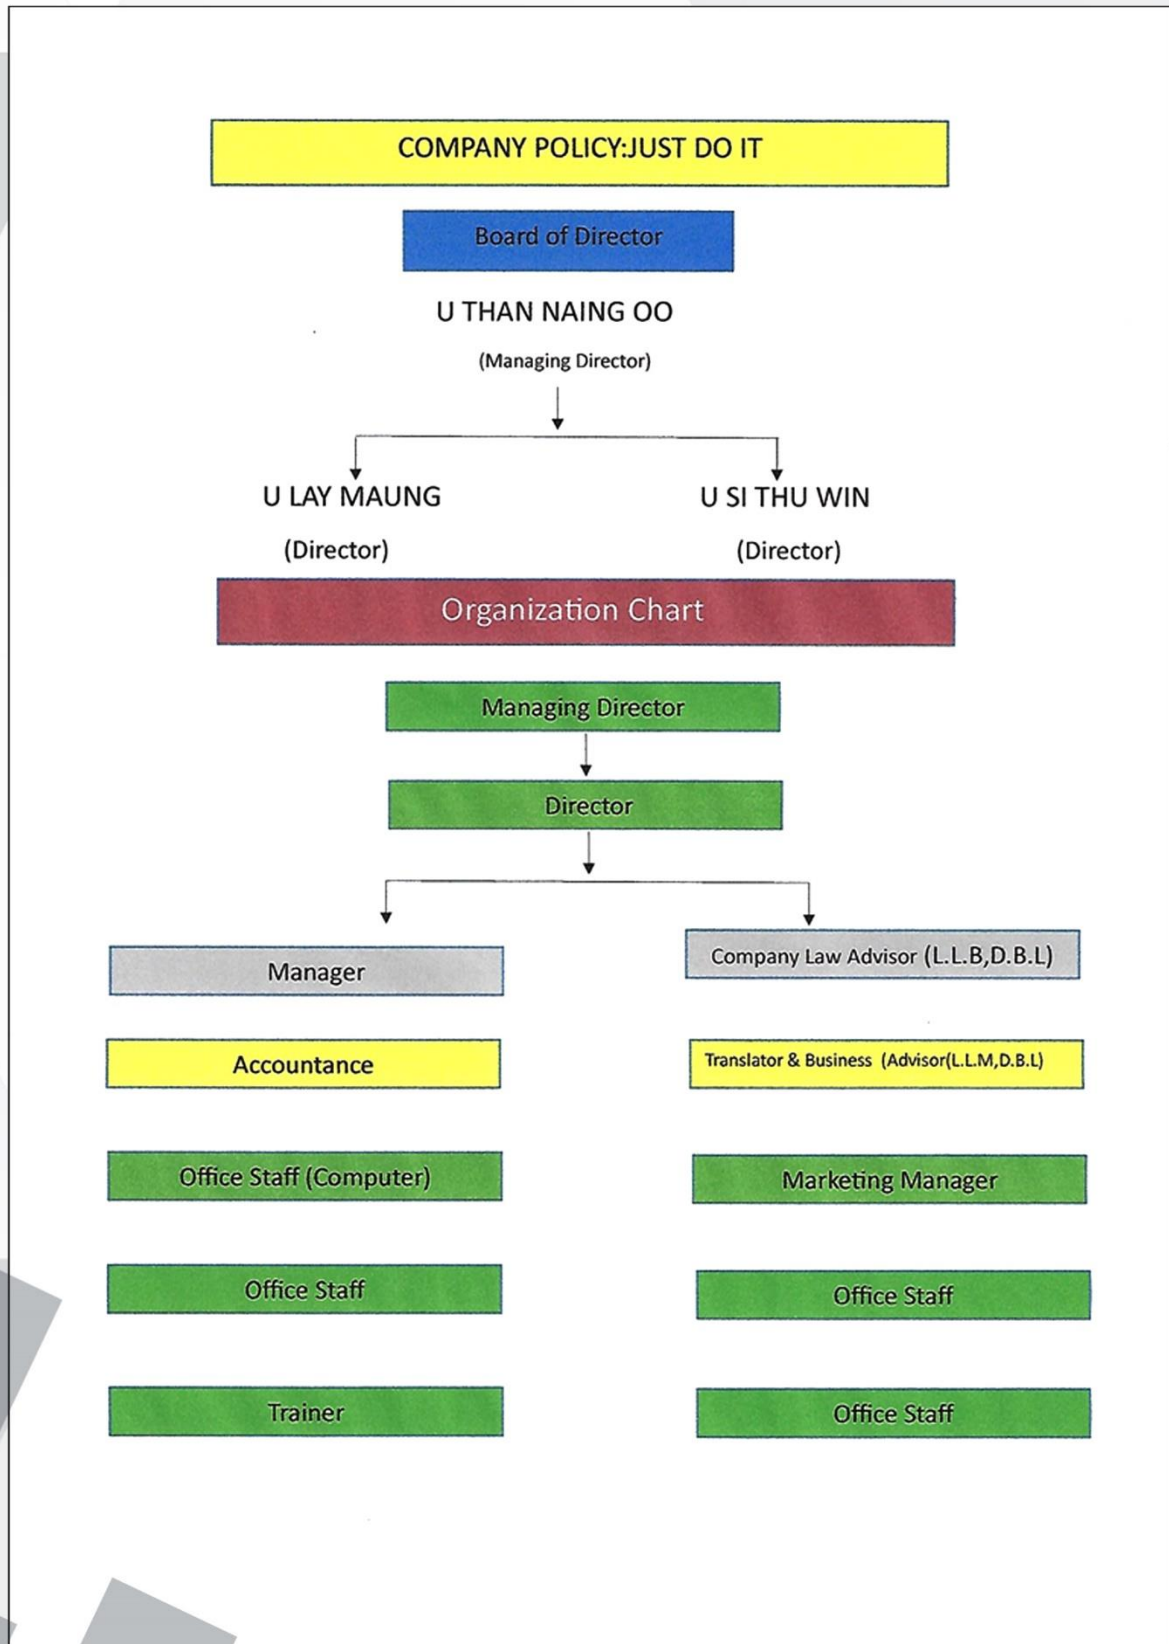 COMPANY POLICY:JUST DO IT
Board of Director
U THAN NAING OO
(Managing Director)
U LAY MAUNG
U SI THU WIN
(Director)
(Director)
Organization Chart
Managing Director
Director
Manager
Company Law Advisor (L.L.B,D.B.L)
Accountance
Translator & Business (Advisor(L.L.M,D.B.L)
Office Staff (Computer)
Marketing Manager
Office Staff
Office Staff
Trainer
Office Staff